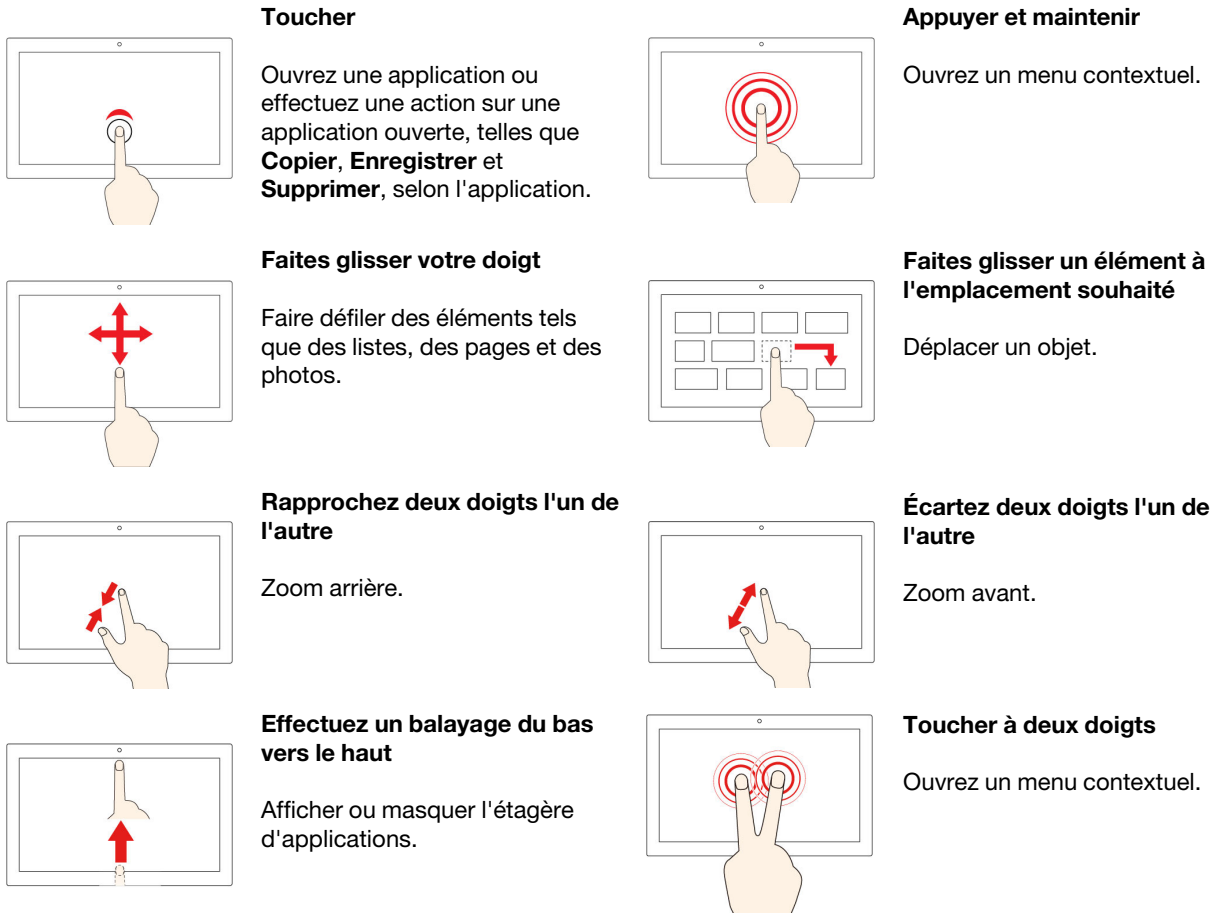 Toucher
Ouvrez une application ou
effectuez une action sur une
application ouverte, telles que
Copier, Enregistrer et
Supprimer, selon l'application.
Appuyer et maintenir
Ouvrez un menu contextuel.
Faites glisser votre doigt
Faire défiler des éléments tels
que des listes, des pages et des
photos.
Faites glisser un élément à
l'emplacement souhaité
Déplacer un objet.
Rapprochez deux doigts l'un de
l'autre
Zoom arrière.
Écartez deux doigts l'un de
l'autre
Zoom avant.
Effectuez un balayage du bas
vers le haut
Afficher ou masquer l'étagère
d'applications.
Toucher à deux doigts
Ouvrez un menu contextuel.